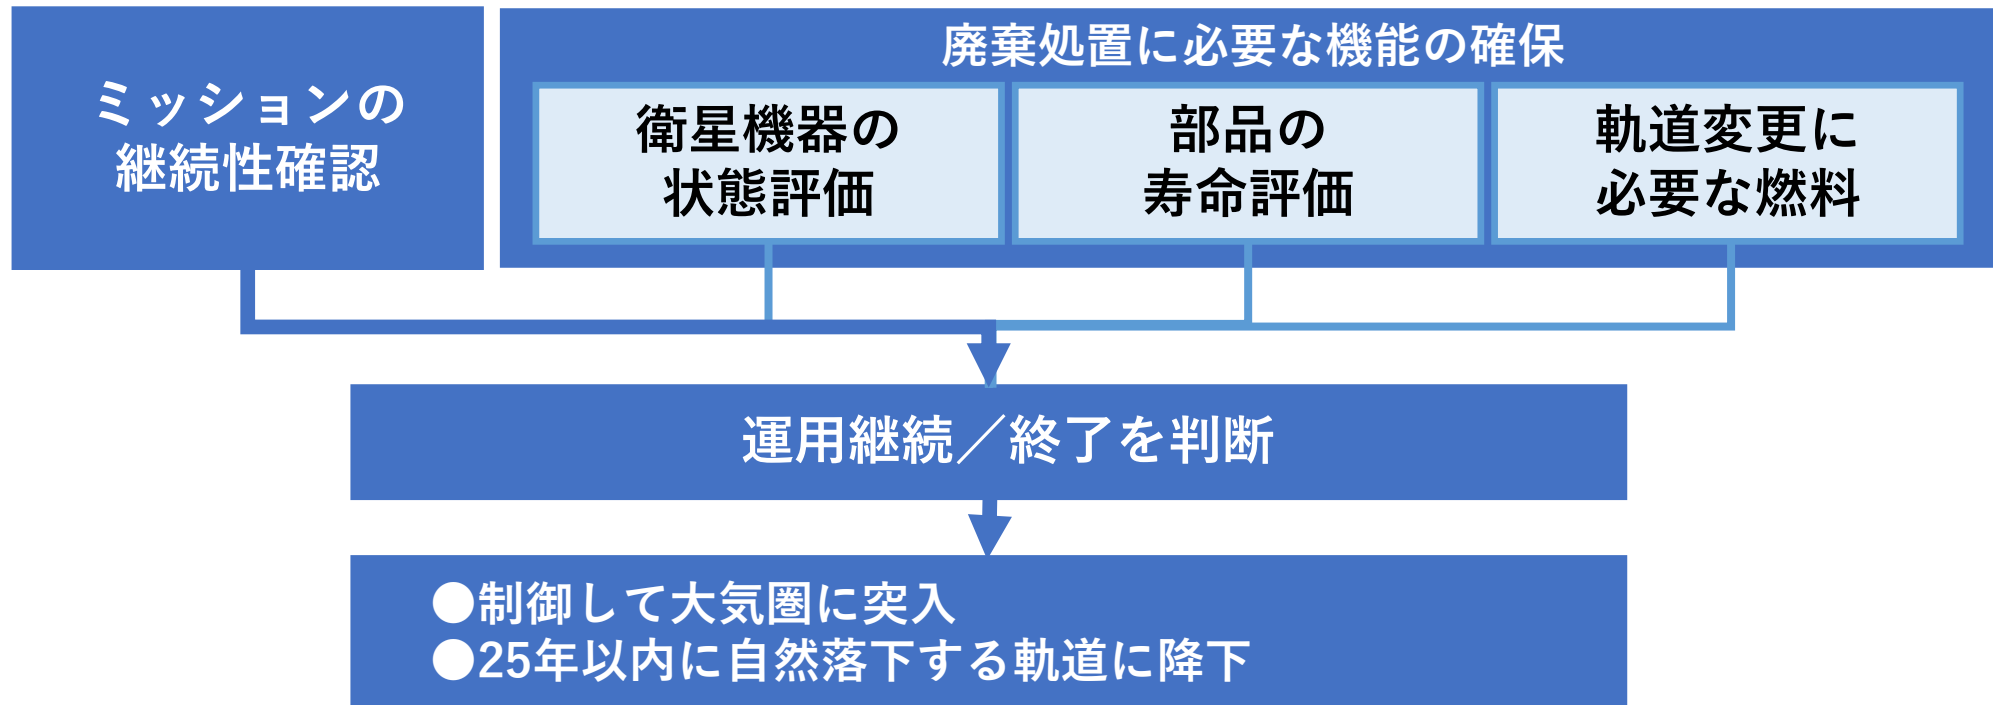 ミッションの
継続性確認
廃棄処置に必要な機能の確保
衛星機器の
状態評価
部品の
寿命評価
軌道変更に
必要な燃料
運用継続／終了を判断
●制御して大気圏に突入
●25年以内に自然落下する軌道に降下